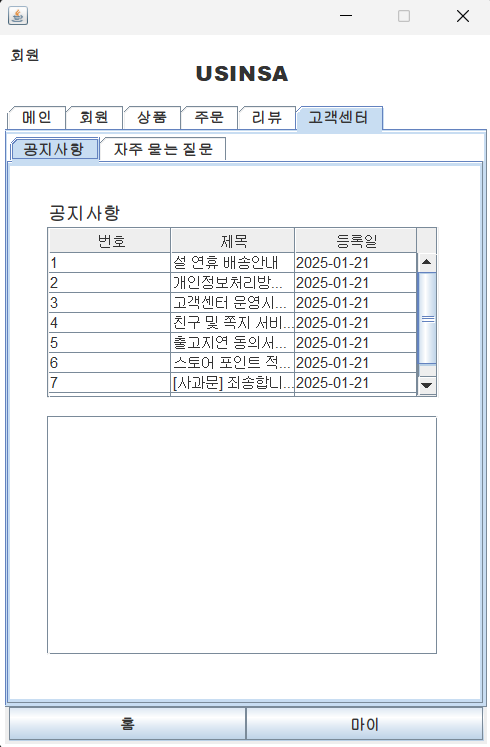 회원
USINSA
메인 회원 상품 주문 리뷰 고객센터
공지사항 자주 묻는 질문
공지사항
번호 제목 등록일
1 설 연휴 배송안내 2025-01-21
2 개인정보처리방... 2025-01-21
3 고객센터 운영시... 2025-01-21
4 친구 및 쪽지 서비... 2025-01-21
5 출고지연 동의서... 2025-01-21
6 스토어 포인트 적... 2025-01-21
7 [사과문] 죄송합니... 2025-01-21
홈 마이